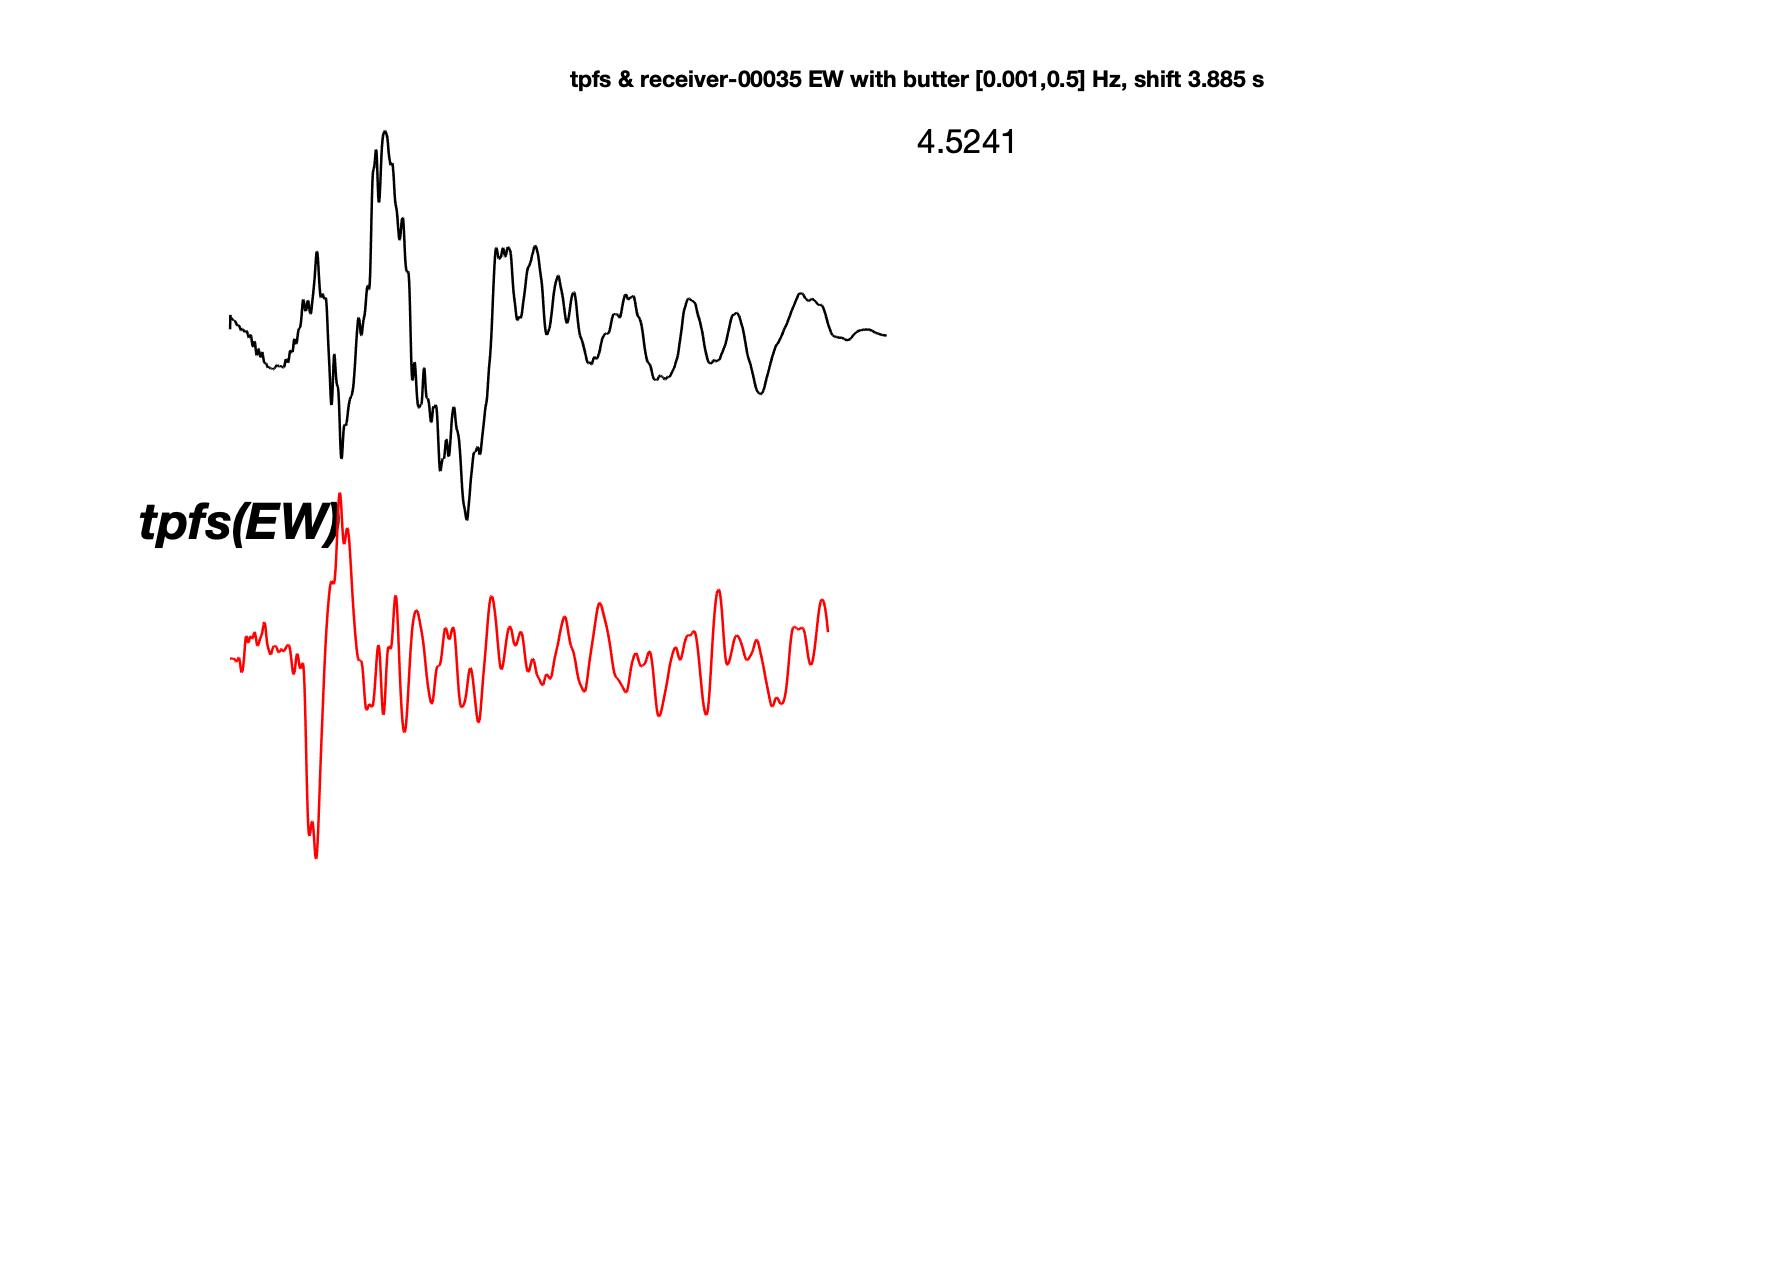 tpfs & receiver-00035 EW with butter [0.001,0.5] Hz, shift 3.885 s
4.5241
tpfs(EW)